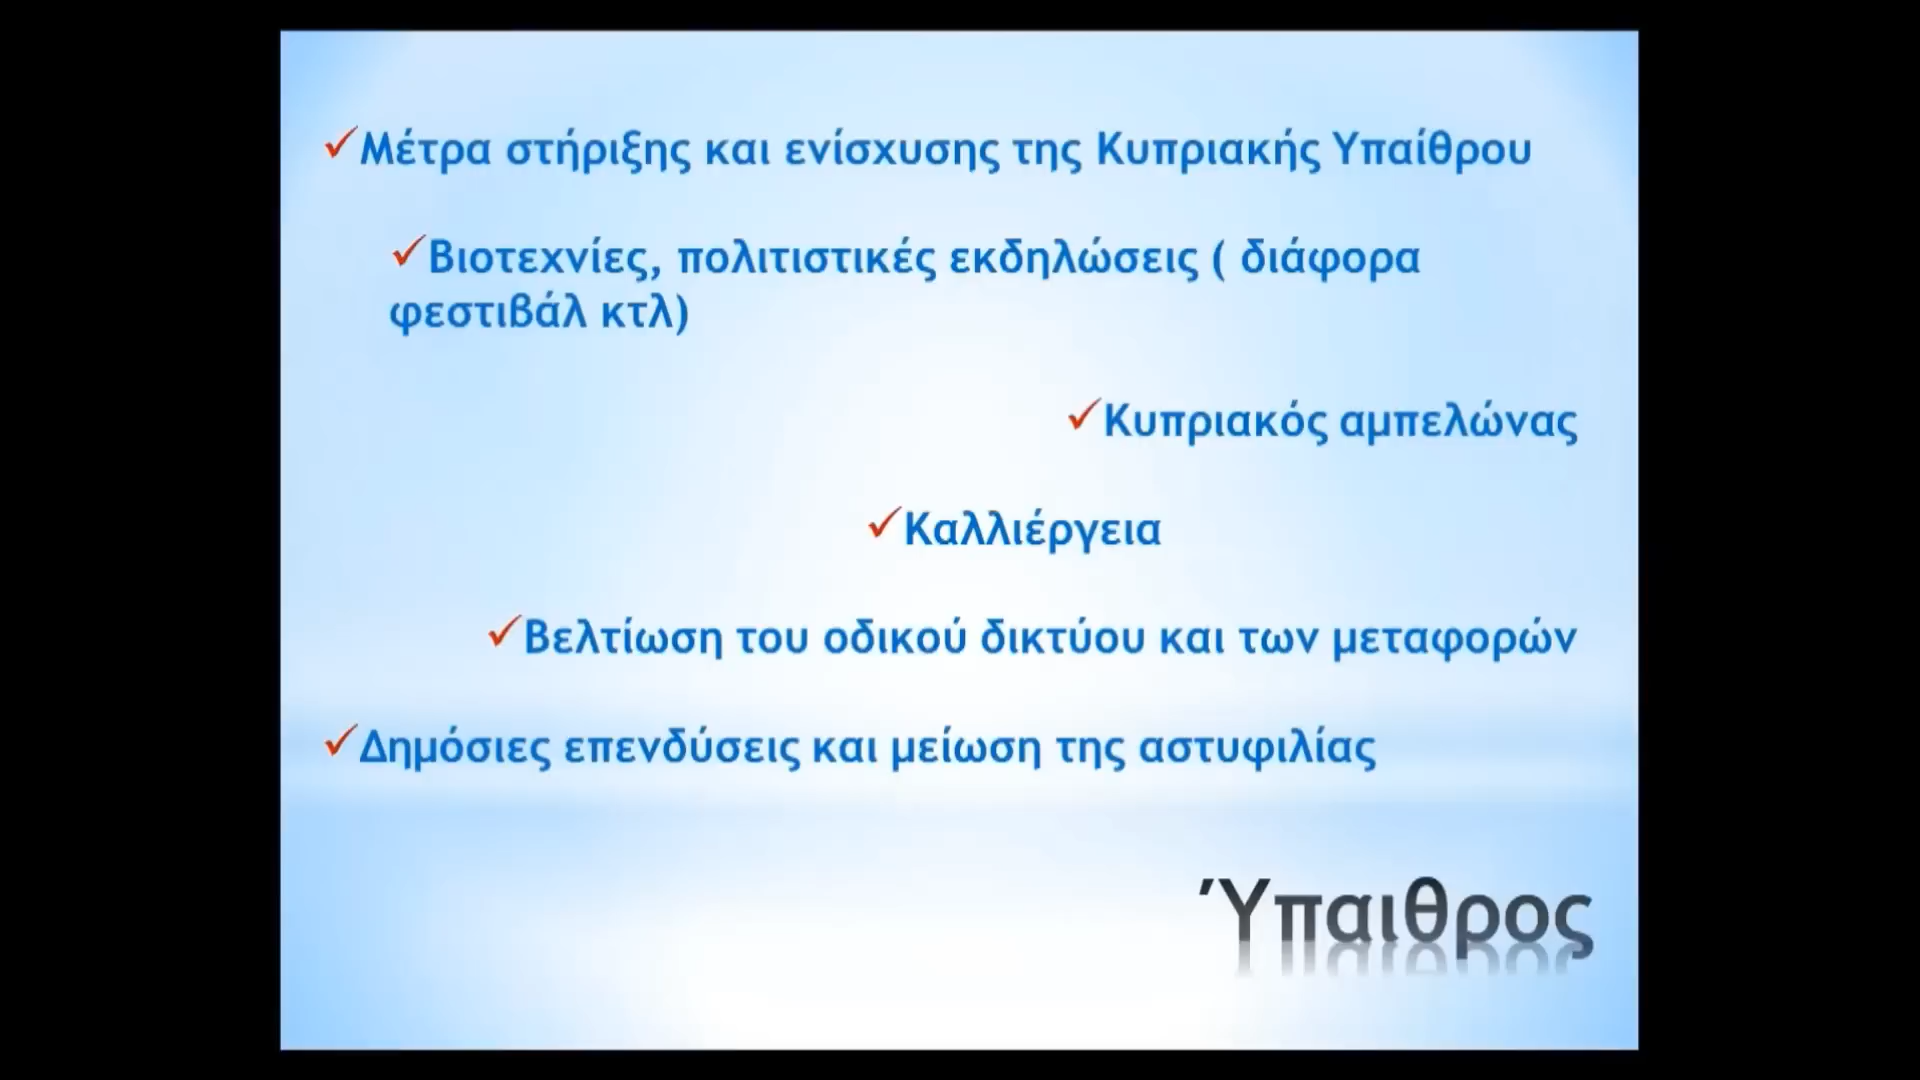 ✓Μέτρα στήριξης και ενίσχυσης της Κυπριακής Υπαίθρου
✓Βιοτεχνίες, πολιτιστικές εκδηλώσεις ( διάφορα
φεστιβάλ κτλ)
✓Κυπριακός αμπελώνας
✓Καλλιέργεια
✓Βελτίωση του οδικού δικτύου και των μεταφορών
✓Δημόσιες επενδύσεις και μείωση της αστυφιλίας
Ύπαιθρος